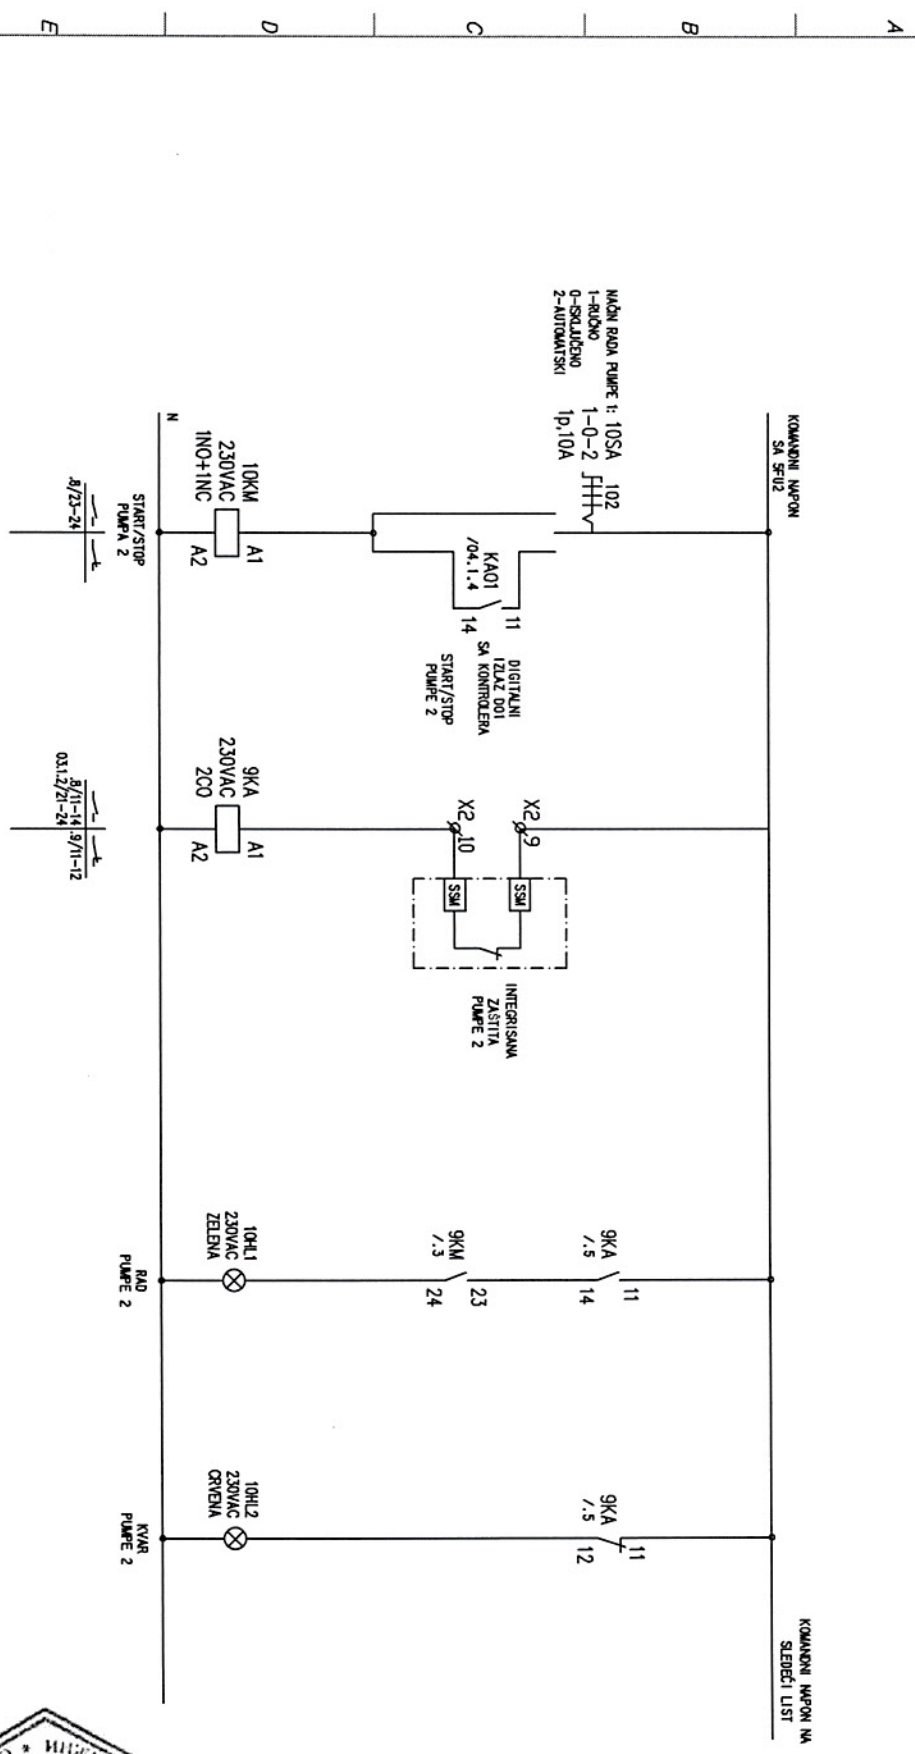 A
B
C
D
E
KOMANDNI NAPON
SA 5FU2
NAČIN RADA PUMPE 1: 10SA
1-RUČNO
0-ISKLJUČENO
2-AUTOMATSKI
1-0-2
1p,10A
102
KA01
/04.1.4
11
14
DIGITALNI
IZLAZ DO1
SA KONTROLERA
START/STOP
PUMPE 2
10KM
230VAC
1NO+1NC
A1
A2
N
START/STOP
PUMPA 2
.8/23-24
X2 9
X2 10
SSM
SSM
INTEGRISANA
ZAŠTITA
PUMPE 2
9KA
230VAC
2CO
A1
A2
.8/11-14 .9/11-12
03.1.2/21-24
9KA
/.5
11
14
9KM
/.3
23
24
10HL1
230VAC
ZELENA
RAD
PUMPE 2
9KA
/.5
11
12
10HL2
230VAC
CRVENA
KVAR
PUMPE 2
KOMANDNI NAPON NA
SLEDEĆI LIST